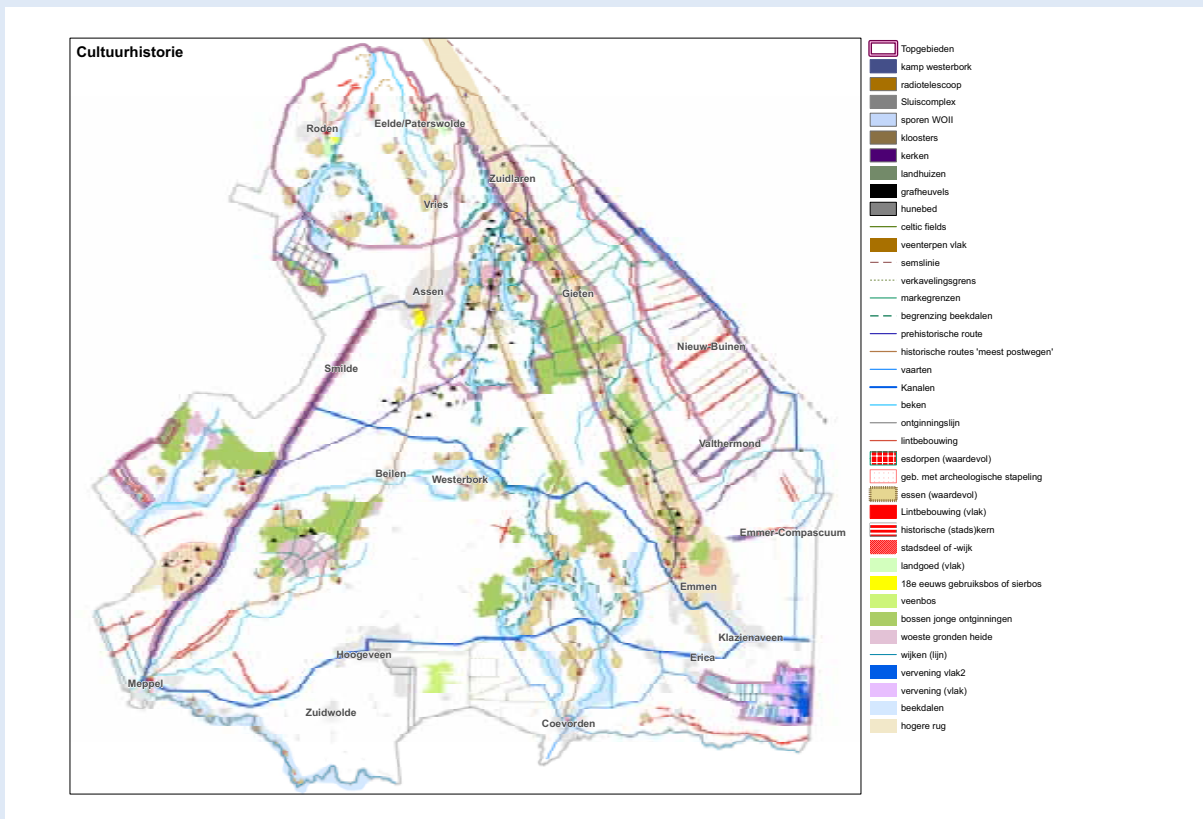 Cultuurhistorie
Roden
Eelde/Paterswolde
Zuidlaren
Vries
Assen
Gieten
Nieuw-Buinen
Smilde
Valthermond
Beilen
Westerbork
Emmer-Compascuum
Emmen
Klazienaveen
Hoogeveen
Erica
Meppel
Zuidwolde
Coevorden
Topgebieden
kamp westerbork
radiotelescoop
Sluiscomplex
sporen WOII
kloosters
kerken
landhuizen
grafheuvels
hunebed
celtic fields
veenterpen vlak
semslinie
verkavelingsgrens
markegrenzen
begrenzing beekdalen
prehistorische route
historische routes 'meest postwegen'
vaarten
Kanalen
beken
ontginningslijn
lintbebouwing
esdorpen (waardevol)
geb. met archeologische stapeling
essen (waardevol)
Lintbebouwing (vlak)
historische (stads)kern
stadsdeel of -wijk
landgoed (vlak)
18e eeuws gebruiksbos of sierbos
veenbos
bossen jonge ontginningen
woeste gronden heide
wijken (lijn)
vervening vlak2
vervening (vlak)
beekdalen
hogere rug